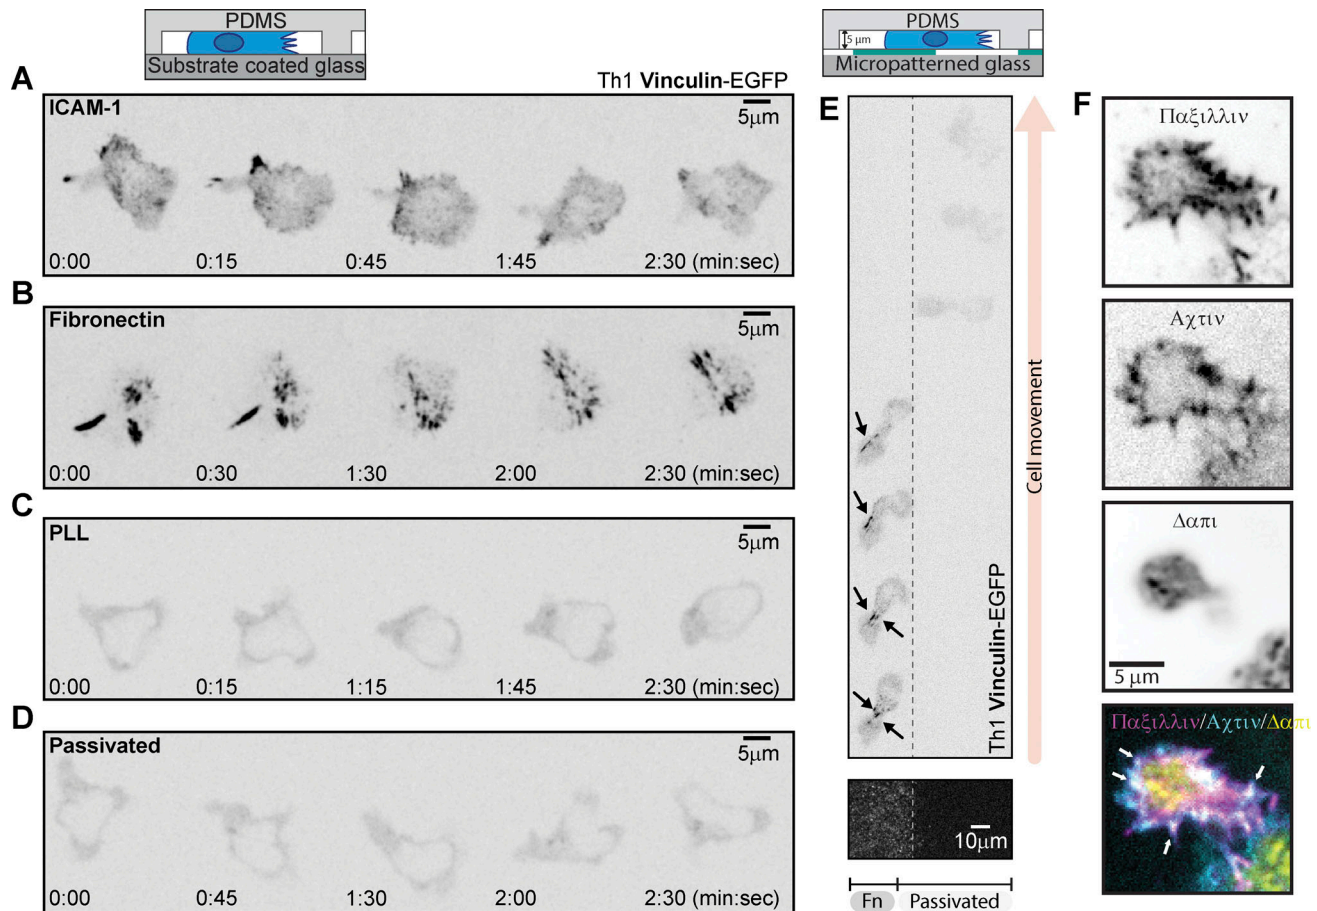 PDMS
Substrate coated glass
A
Th1 Vinculin-EGFP
ICAM-1
5μm
0:00 0:15 0:45 1:45 2:30 (min:sec)
B
Fibronectin
5μm
0:00 0:30 1:30 2:00 2:30 (min:sec)
C
PLL
5μm
0:00 0:15 1:15 1:45 2:30 (min:sec)
D
Passivated
5μm
0:00 0:45 1:30 2:00 2:30 (min:sec)
PDMS
5 μm
Micropatterned glass
E
Cell movement
Th1 Vinculin-EGFP
10μm
Fn Passivated
F
Παξιλλιν
Αχτιν
Δαπι
5 μm
Παξιλλιν/Αχτιν/Δαπι